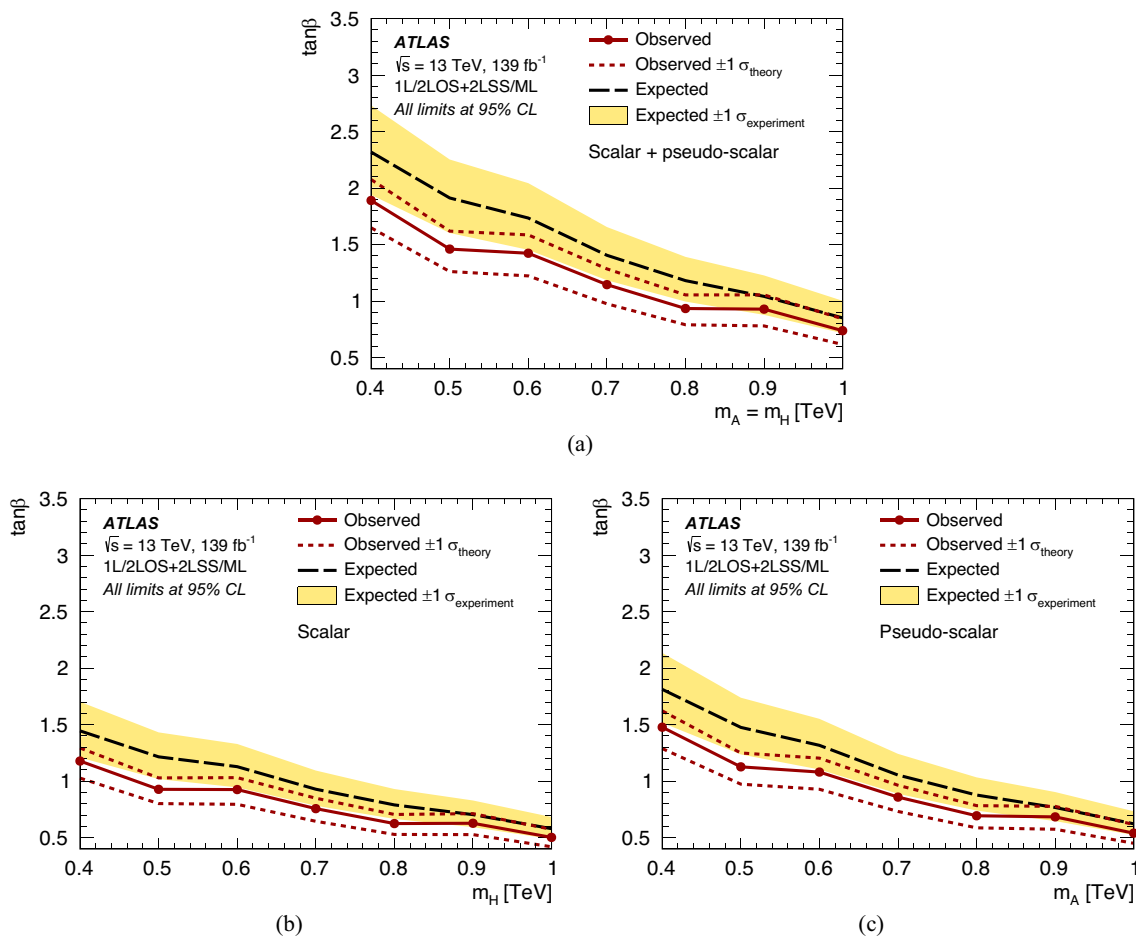 tanβ
3.5
3
2.5
2
1.5
1
0.5
ATLAS
√s = 13 TeV, 139 fb⁻¹
1L/2LOS+2LSS/ML
All limits at 95% CL
Observed
Observed ±1 σtheory
Expected
Expected ±1 σexperiment
Scalar + pseudo-scalar
0.4 0.5 0.6 0.7 0.8 0.9 1
m_A = m_H [TeV]
(a)
tanβ
3.5
3
2.5
2
1.5
1
0.5
ATLAS
√s = 13 TeV, 139 fb⁻¹
1L/2LOS+2LSS/ML
All limits at 95% CL
Observed
Observed ±1 σtheory
Expected
Expected ±1 σexperiment
Scalar
0.4 0.5 0.6 0.7 0.8 0.9 1
m_H [TeV]
(b)
tanβ
3.5
3
2.5
2
1.5
1
0.5
ATLAS
√s = 13 TeV, 139 fb⁻¹
1L/2LOS+2LSS/ML
All limits at 95% CL
Observed
Observed ±1 σtheory
Expected
Expected ±1 σexperiment
Pseudo-scalar
0.4 0.5 0.6 0.7 0.8 0.9 1
m_A [TeV]
(c)